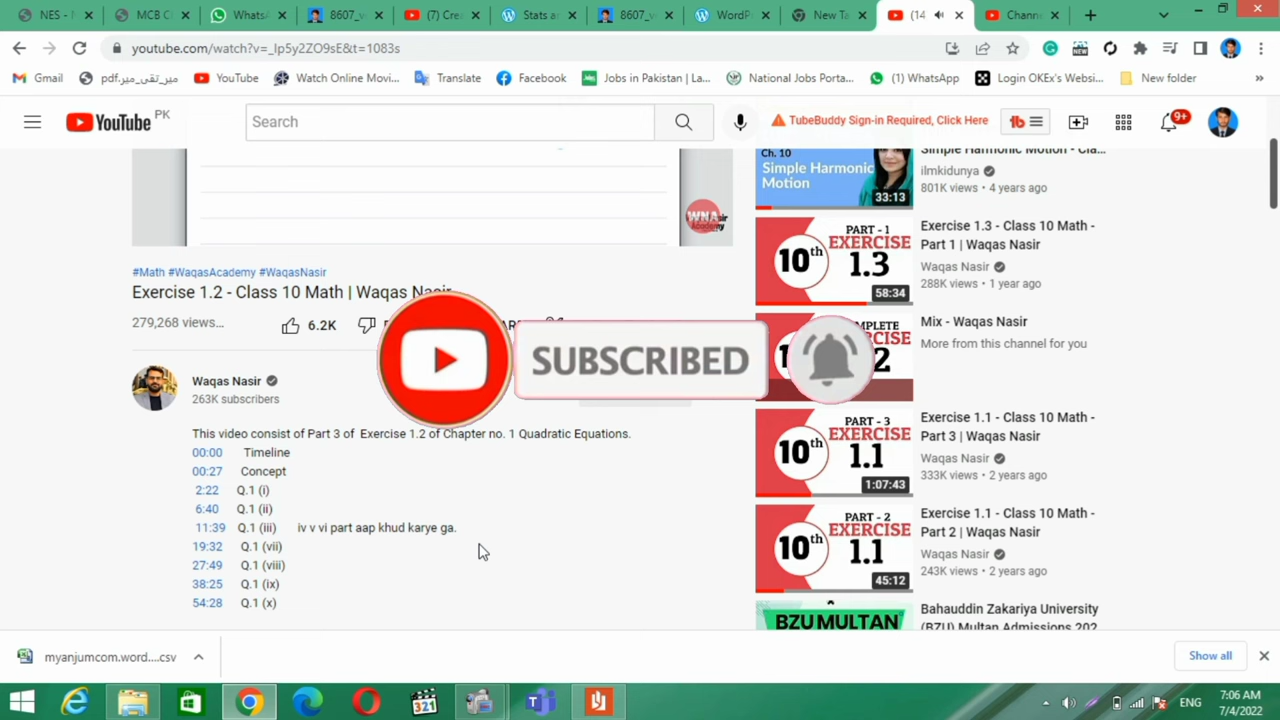 NES -
MCB C
WhatsA
8607_v
(7) Cre
Stats a
8607_v
WordP
New Ta
(14
Chann
youtube.com/watch?v=_Ip5y2ZO9sE&t=1083s
Gmail
میر_تقی_میر.pdf
YouTube
Watch Online Movi...
Translate
Facebook
Jobs in Pakistan | La...
National Jobs Porta...
(1) WhatsApp
Login OKEx's Websi...
New folder
YouTube PK
Search
TubeBuddy Sign-in Required, Click Here
9+
Ch. 10
Simple Harmonic
Motion
33:13
Simple Harmonic Motion - Cla...
ilmkidunya
801K views • 4 years ago
WNA
#Math #WaqasAcademy #WaqasNasir
Exercise 1.2 - Class 10 Math | Waqas Nasir
279,268 views...
6.2K
SUBSCRIBED
Waqas Nasir
263K subscribers
This video consist of Part 3 of Exercise 1.2 of Chapter no. 1 Quadratic Equations.
00:00 Timeline
00:27 Concept
2:22 Q.1 (i)
6:40 Q.1 (ii)
11:39 Q.1 (iii) iv v vi part aap khud karye ga.
19:32 Q.1 (vii)
27:49 Q.1 (viii)
38:25 Q.1 (ix)
54:28 Q.1 (x)
PART - 1
EXERCISE
10th 1.3
58:34
Exercise 1.3 - Class 10 Math -
Part 1 | Waqas Nasir
Waqas Nasir
288K views • 1 year ago
Mix - Waqas Nasir
More from this channel for you
PART - 3
EXERCISE
10th 1.1
1:07:43
Exercise 1.1 - Class 10 Math -
Part 3 | Waqas Nasir
Waqas Nasir
333K views • 2 years ago
PART - 2
EXERCISE
10th 1.1
45:12
Exercise 1.1 - Class 10 Math -
Part 2 | Waqas Nasir
Waqas Nasir
243K views • 2 years ago
BZU MULTAN
Bahauddin Zakariya University
(BZU) Multan Admissions 202
myanjumcom.word....csv
Show all
321
ENG
7:06 AM
7/4/2022